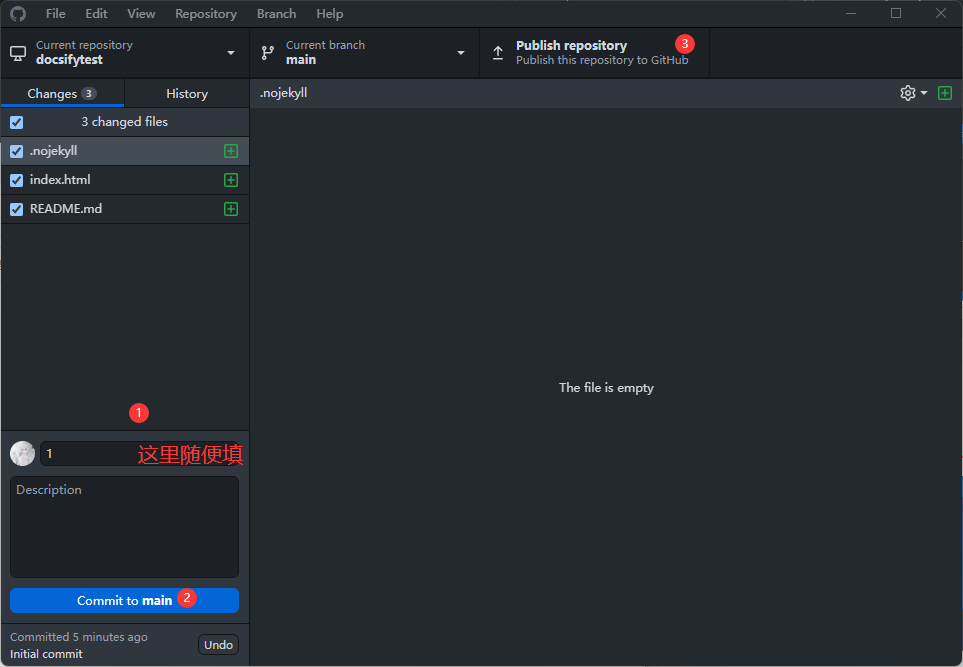 File Edit View Repository Branch Help
Current repository
docsifytest
Current branch
main
Publish repository
Publish this repository to GitHub
3
Changes 3
History
.nojekyll
3 changed files
.nojekyll
index.html
README.md
The file is empty
1
1 这里随便填
Description
Commit to main 2
Committed 5 minutes ago
Initial commit
Undo